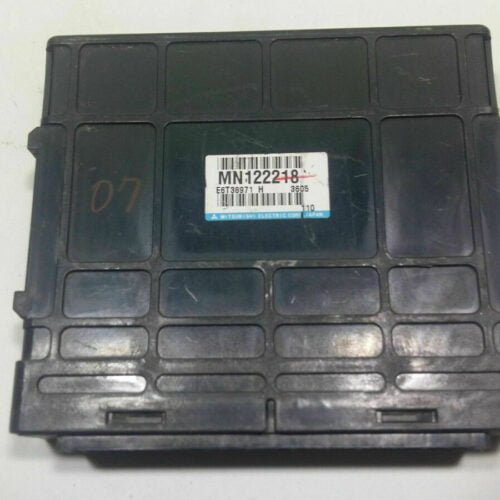 07
MN122218
E6T38971 H 3605
110
MITSUBISHI ELECTRIC CORP. JAPAN